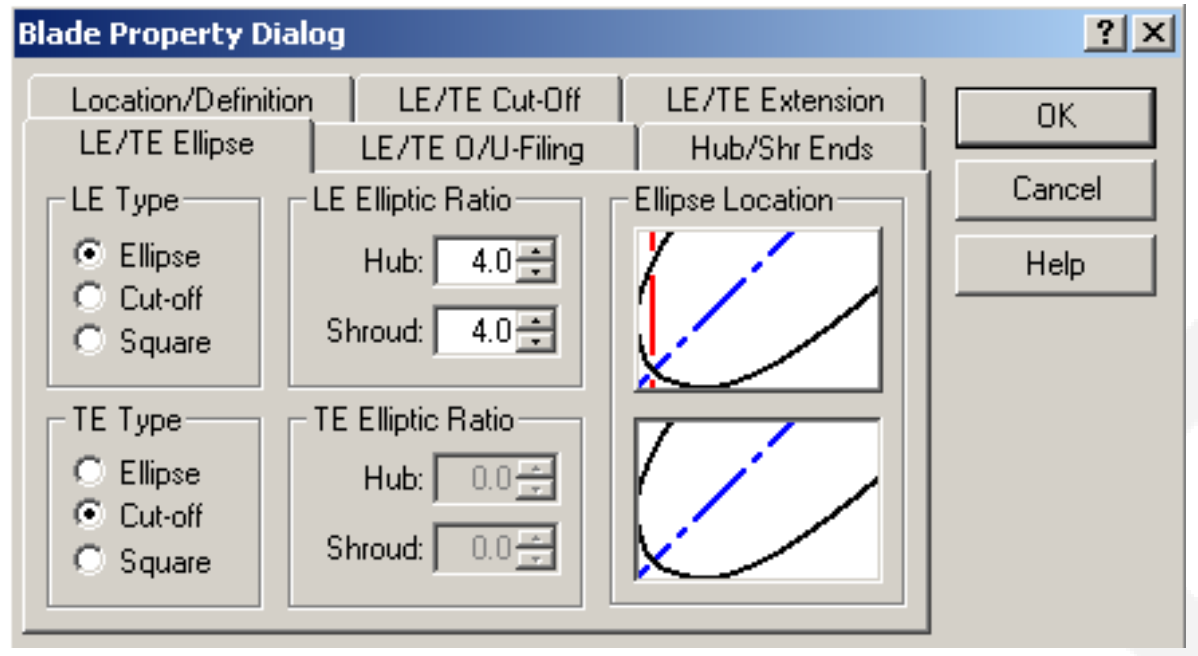 Blade Property Dialog
Location/Definition LE/TE Cut-Off LE/TE Extension
LE/TE Ellipse LE/TE O/U-Filing Hub/Shr Ends
OK
Cancel
Help
LE Type
Ellipse
Cut-off
Square
LE Elliptic Ratio
Hub: 4.0
Shroud: 4.0
Ellipse Location
TE Type
Ellipse
Cut-off
Square
TE Elliptic Ratio
Hub: 0.0
Shroud: 0.0